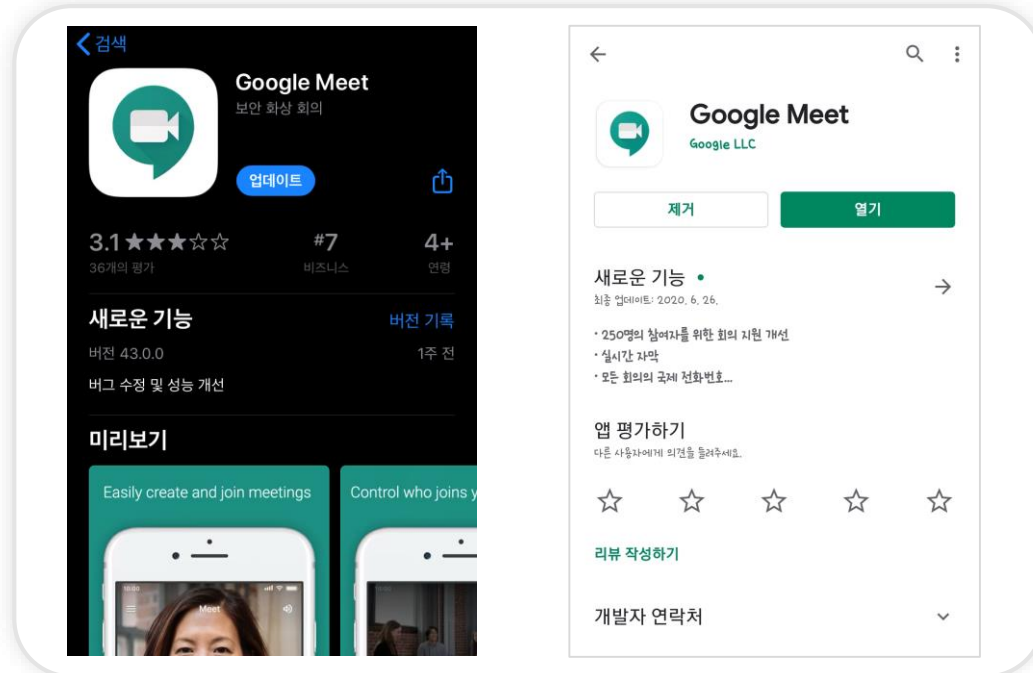 검색
Google Meet
보안 화상 회의
업데이트
3.1★★★☆☆
#7
4+
36개의 평가
비즈니스
연령
새로운 기능
버전 기록
버전 43.0.0
1주 전
버그 수정 및 성능 개선
미리보기
Easily create and join meetings
Control who joins y
10:00
Meet
Google Meet
Google LLC
제거
열기
새로운 기능 •
최종 업데이트: 2020. 6. 26.
• 250명의 참여자를 위한 회의 지원 개선
• 실시간 자막
• 모든 회의의 국제 전화번호...
앱 평가하기
다른 사용자에게 의견을 들려주세요.
리뷰 작성하기
개발자 연락처